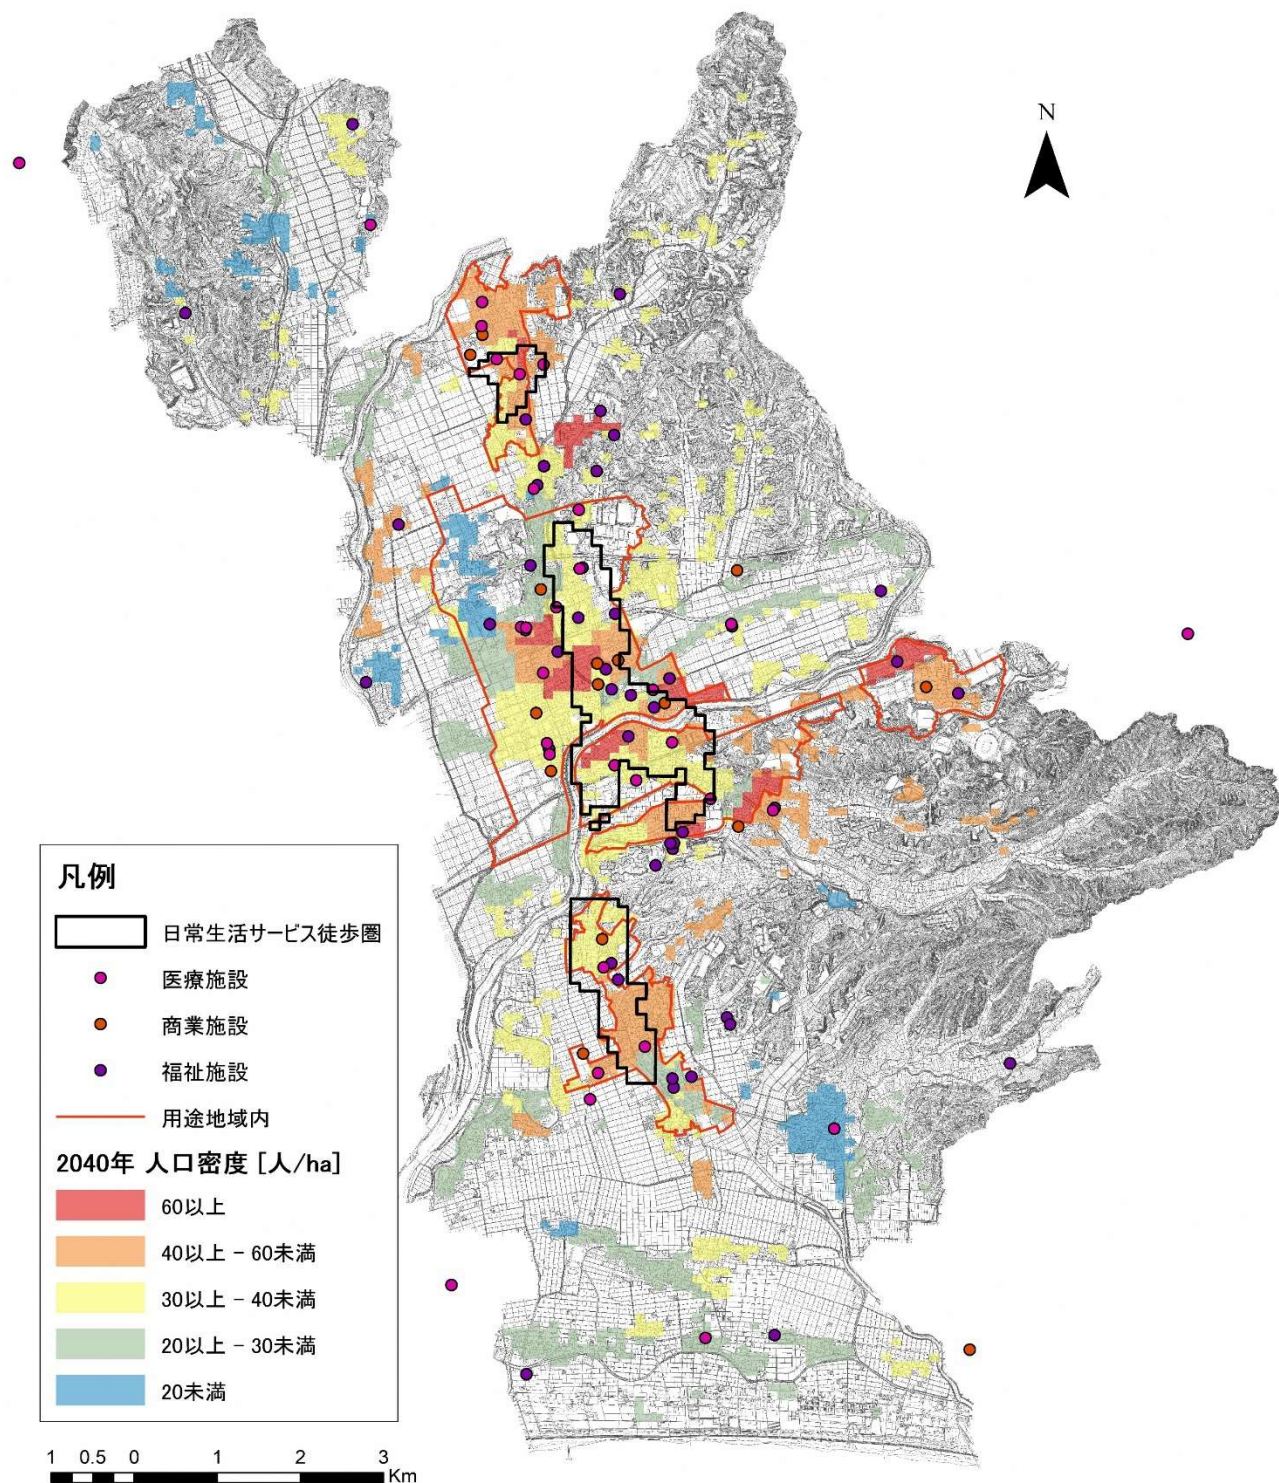 N
凡例
日常生活サービス徒歩圏
医療施設
商業施設
福祉施設
用途地域内
2040年 人口密度 [人/ha]
60以上
40以上 - 60未満
30以上 - 40未満
20以上 - 30未満
20未満
1 0.5 0 1 2 3
Km